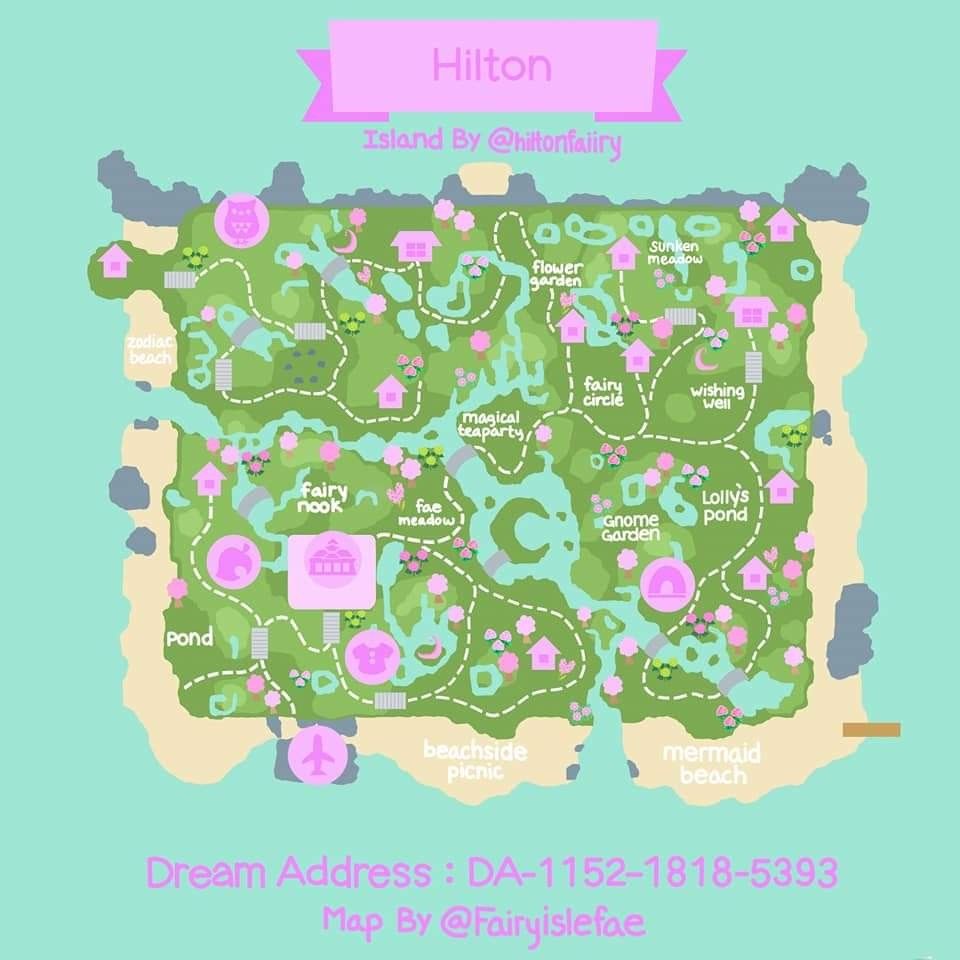 Hilton
Island By @hiltonfaiiry
sunken
meadow
flower
garden
zodiac
beach
fairy
circle
wishing
well
magical
teaparty
fairy
nook
fae
meadow
Lolly's
pond
Gnome
Garden
pond
beachside
picnic
mermaid
beach
Dream Address : DA-1152-1818-5393
Map By @Fairyislefae